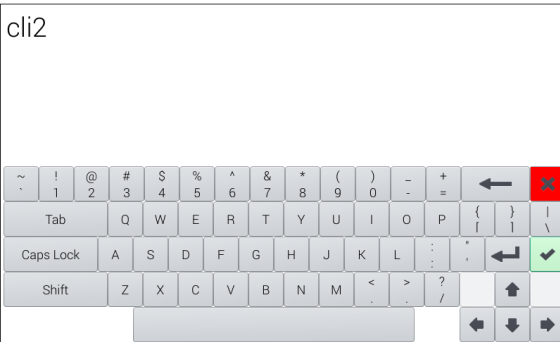 cli2
~ ! @ # $ % ^ & * ( ) _ +
` 1 2 3 4 5 6 7 8 9 0 - =
Tab Q W E R T Y U I O P { } |
[ ] \
Caps Lock A S D F G H J K L : "
; '
Shift Z X C V B N M < > ?
, . /